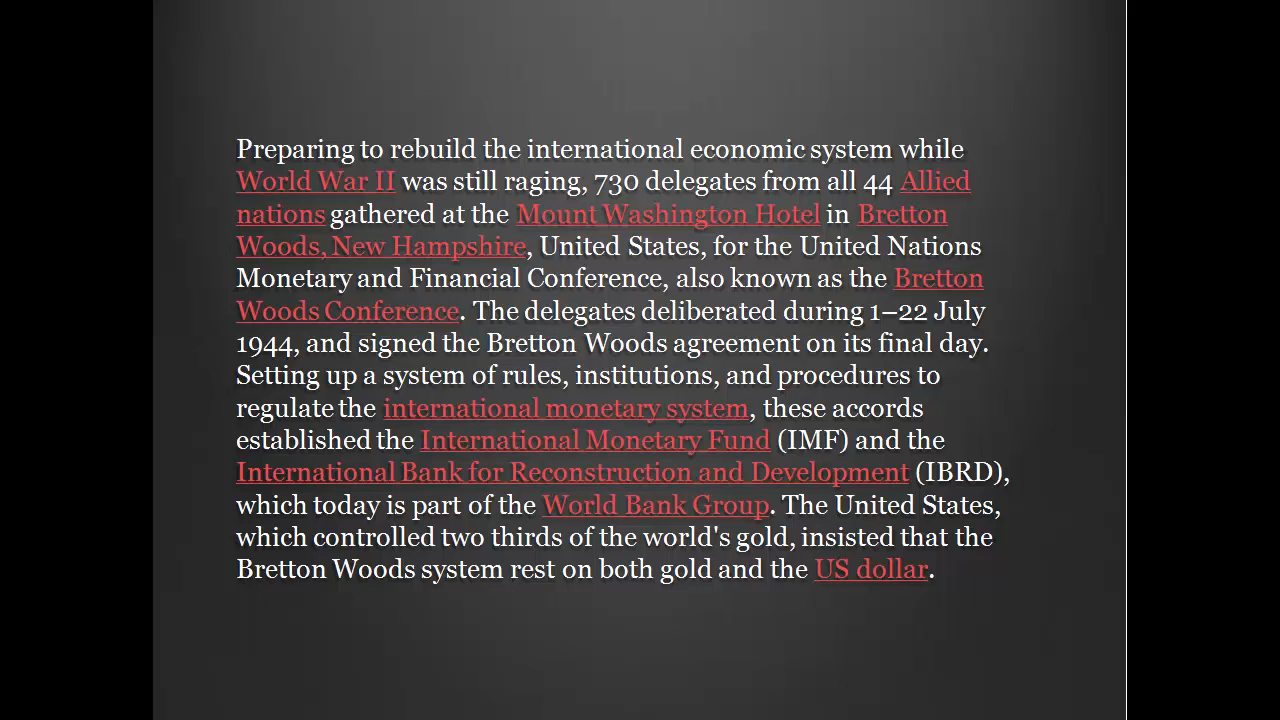 Preparing to rebuild the international economic system while
World War II was still raging, 730 delegates from all 44 Allied
nations gathered at the Mount Washington Hotel in Bretton
Woods, New Hampshire, United States, for the United Nations
Monetary and Financial Conference, also known as the Bretton
Woods Conference. The delegates deliberated during 1–22 July
1944, and signed the Bretton Woods agreement on its final day.
Setting up a system of rules, institutions, and procedures to
regulate the international monetary system, these accords
established the International Monetary Fund (IMF) and the
International Bank for Reconstruction and Development (IBRD),
which today is part of the World Bank Group. The United States,
which controlled two thirds of the world's gold, insisted that the
Bretton Woods system rest on both gold and the US dollar.